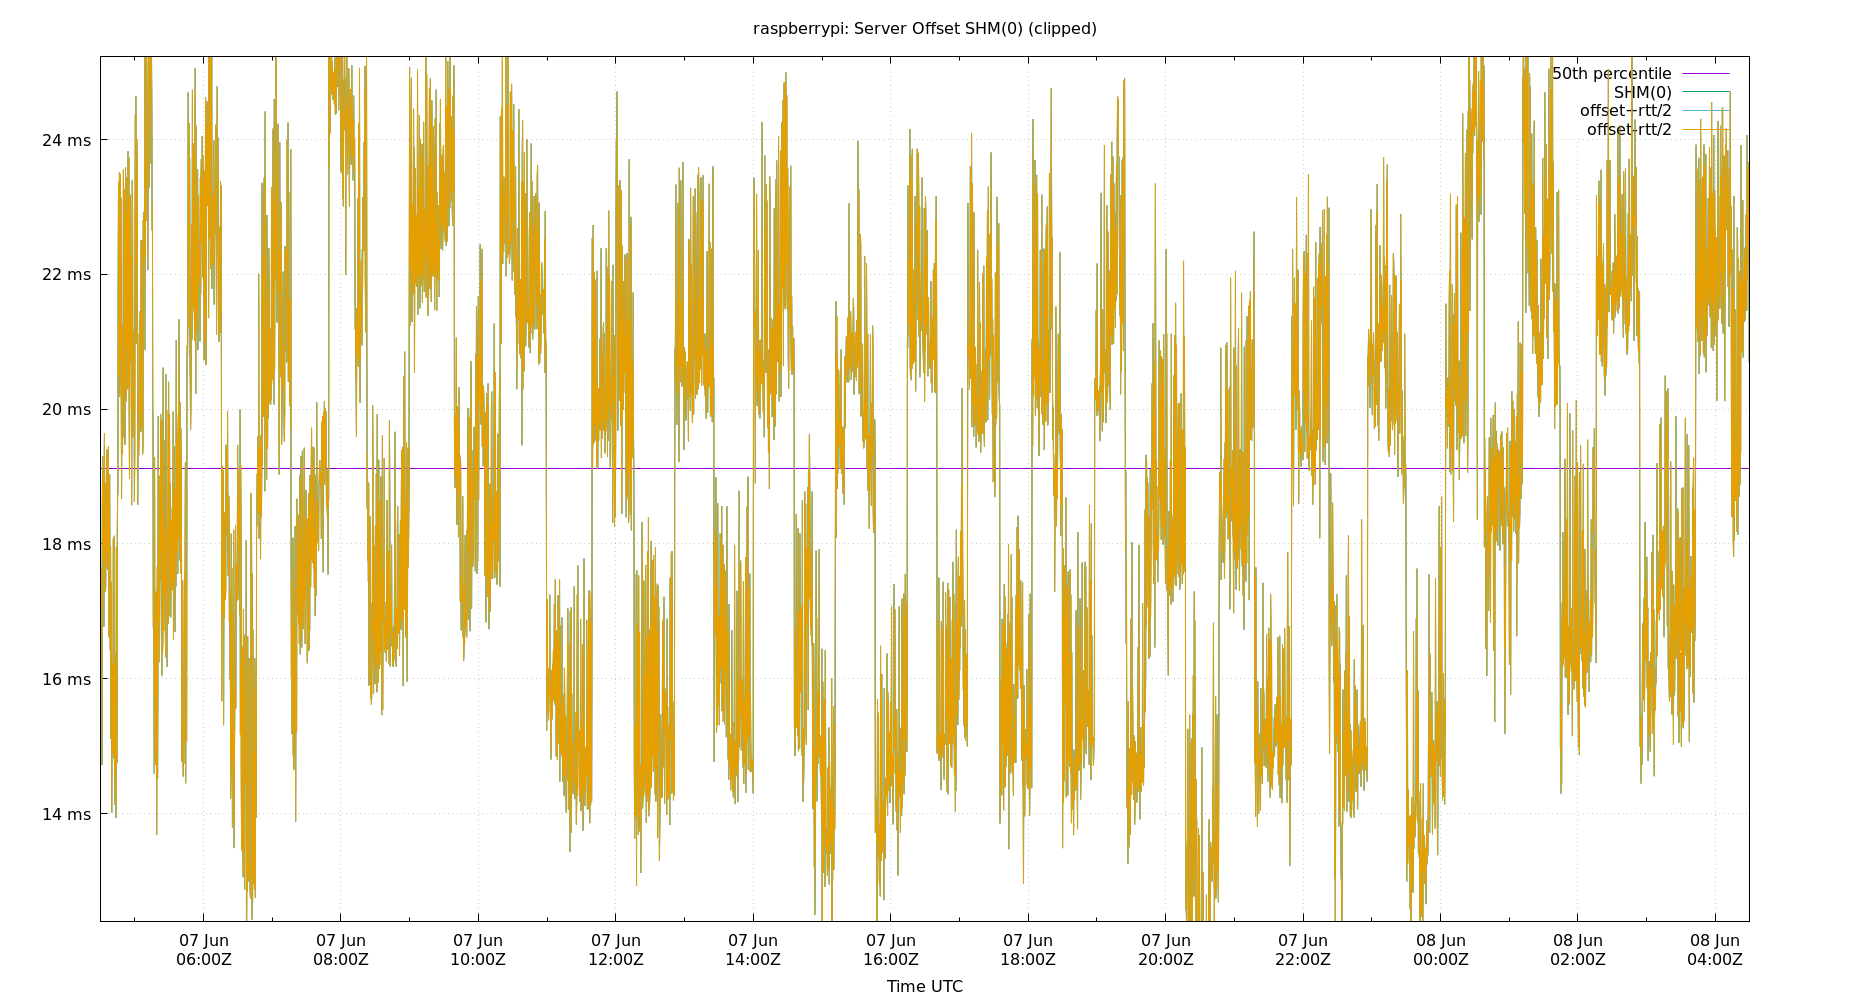 raspberrypi: Server Offset SHM(0) (clipped)
50th percentile
SHM(0)
offset--rtt/2
offset-rtt/2
24 ms
22 ms
20 ms
18 ms
16 ms
14 ms
07 Jun 07 Jun 07 Jun 07 Jun 07 Jun 07 Jun 07 Jun 07 Jun 07 Jun 08 Jun 08 Jun 08 Jun
06:00Z 08:00Z 10:00Z 12:00Z 14:00Z 16:00Z 18:00Z 20:00Z 22:00Z 00:00Z 02:00Z 04:00Z
Time UTC